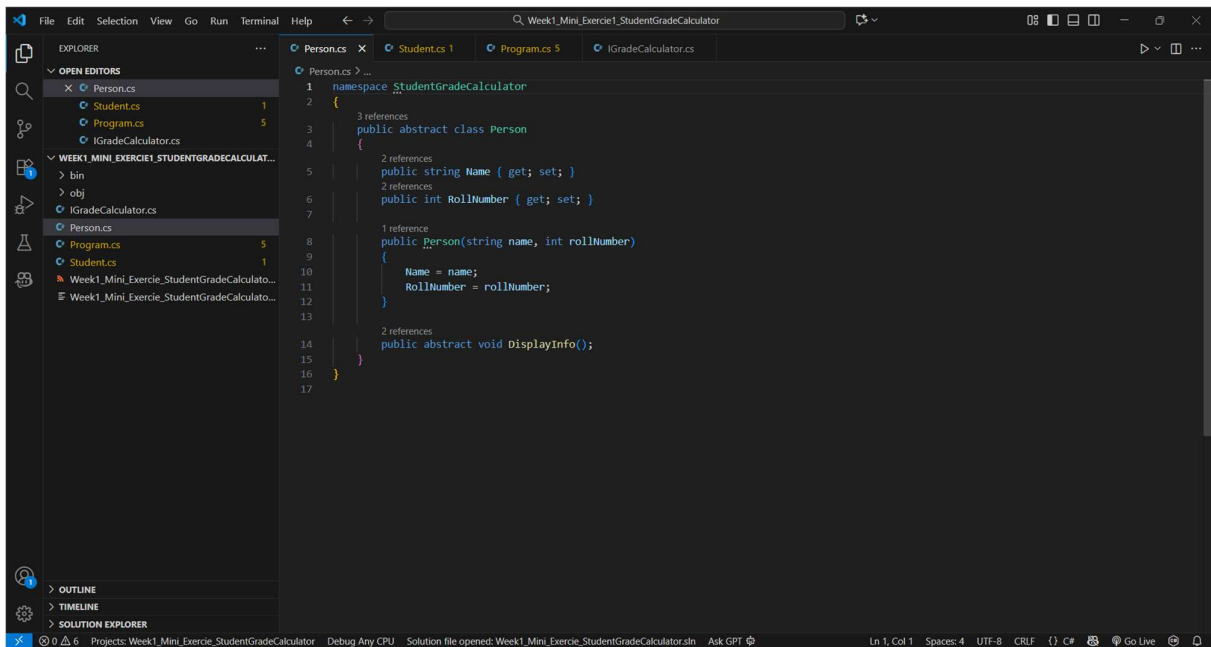 File Edit Selection View Go Run Terminal Help
Week1_Mini_Exercie1_StudentGradeCalculator
EXPLORER
OPEN EDITORS
Person.cs
Student.cs 1
Program.cs 5
IGradeCalculator.cs
WEEK1_MINI_EXERCIE1_STUDENTGRADECALCULAT...
bin
obj
IGradeCalculator.cs
Person.cs
Program.cs 5
Student.cs 1
Week1_Mini_Exercie_StudentGradeCalculato...
Week1_Mini_Exercie_StudentGradeCalculato...
OUTLINE
TIMELINE
SOLUTION EXPLORER
Person.cs Student.cs 1 Program.cs 5 IGradeCalculator.cs
Person.cs > ...
1 namespace StudentGradeCalculator
2 {
3 references
3 public abstract class Person
4 {
2 references
5 public string Name { get; set; }
2 references
6 public int RollNumber { get; set; }
7
1 reference
8 public Person(string name, int rollNumber)
9 {
10 Name = name;
11 RollNumber = rollNumber;
12 }
13
2 references
14 public abstract void DisplayInfo();
15 }
16 }
17
0 6 Projects: Week1_Mini_Exercie_StudentGradeCalculator Debug Any CPU Solution file opened: Week1_Mini_Exercie_StudentGradeCalculator.sln Ask GPT Ln 1, Col 1 Spaces: 4 UTF-8 CRLF {} C# Go Live